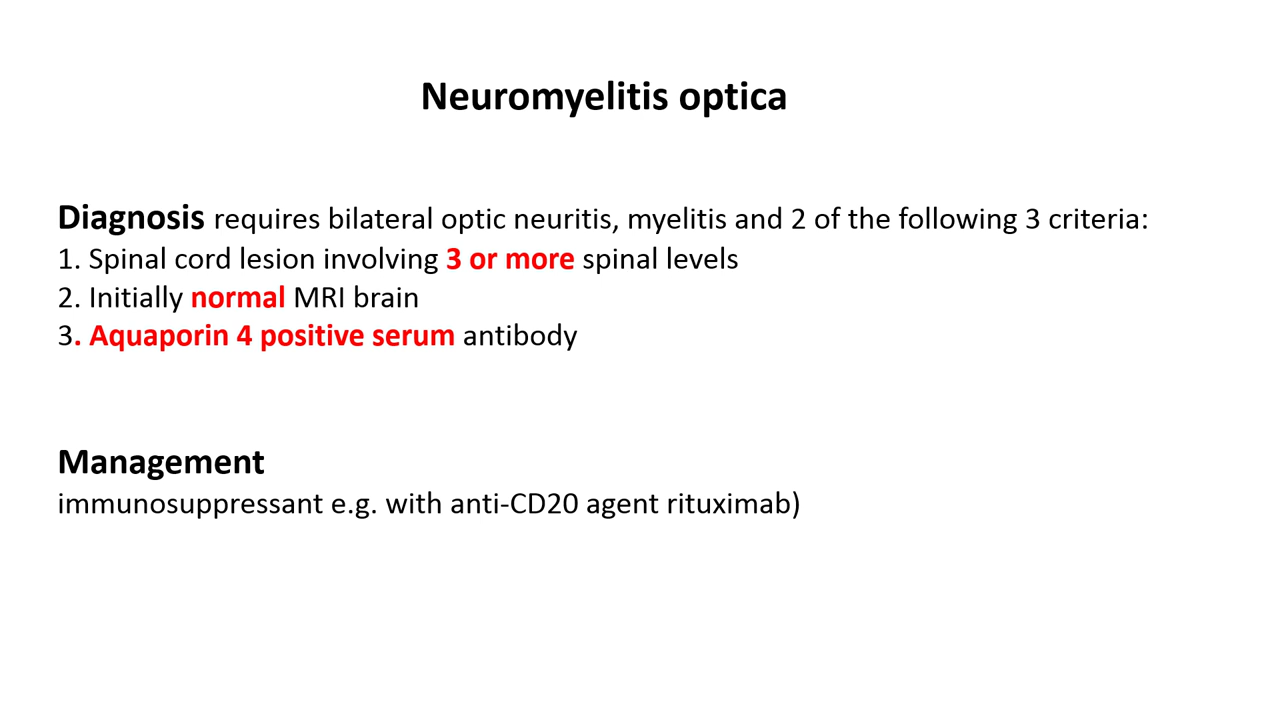 Neuromyelitis optica
Diagnosis requires bilateral optic neuritis, myelitis and 2 of the following 3 criteria:
1. Spinal cord lesion involving 3 or more spinal levels
2. Initially normal MRI brain
3. Aquaporin 4 positive serum antibody
Management
immunosuppressant e.g. with anti-CD20 agent rituximab)